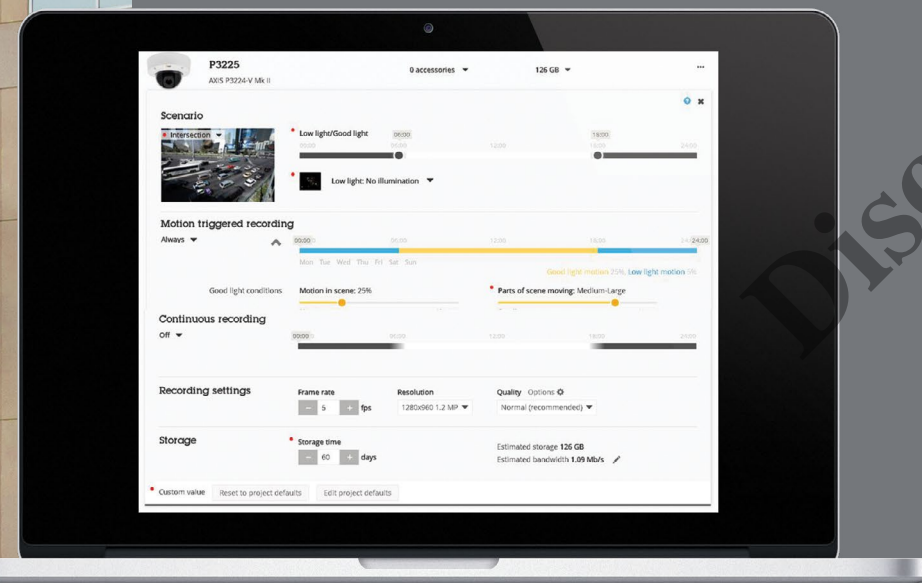 P3225
AXIS P3224-V Mk II
0 accessories
126 GB
Scenario
Intersection
Low light/Good light
06:00
18:00
00:00
06:00
12:00
18:00
24:00
Low light: No illumination
Motion triggered recording
Always
00:00
06:00
12:00
18:00
24:00
Mon Tue Wed Thu Fri Sat Sun
Good light motion 25%, Low light motion 5%
Good light conditions
Motion in scene: 25%
Parts of scene moving: Medium-Large
Continuous recording
Off
00:00
06:00
12:00
18:00
24:00
Recording settings
Frame rate
Resolution
Quality Options
5 fps
1280x960 1.2 MP
Normal (recommended)
Storage
Storage time
60 days
Estimated storage 126 GB
Estimated bandwidth 1.09 Mb/s
Custom value
Reset to project defaults
Edit project defaults